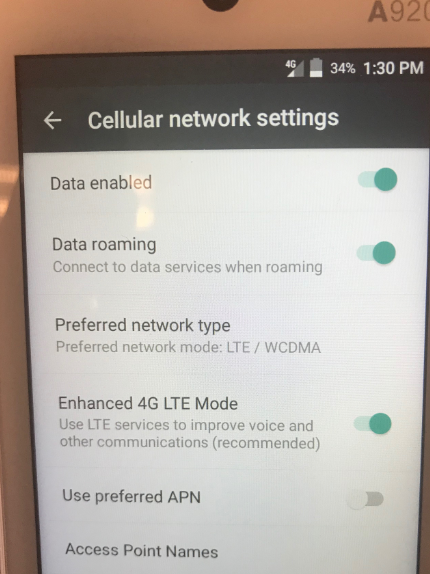 A920
4G 34% 1:30 PM
Cellular network settings
Data enabled
Data roaming
Connect to data services when roaming
Preferred network type
Preferred network mode: LTE / WCDMA
Enhanced 4G LTE Mode
Use LTE services to improve voice and
other communications (recommended)
Use preferred APN
Access Point Names